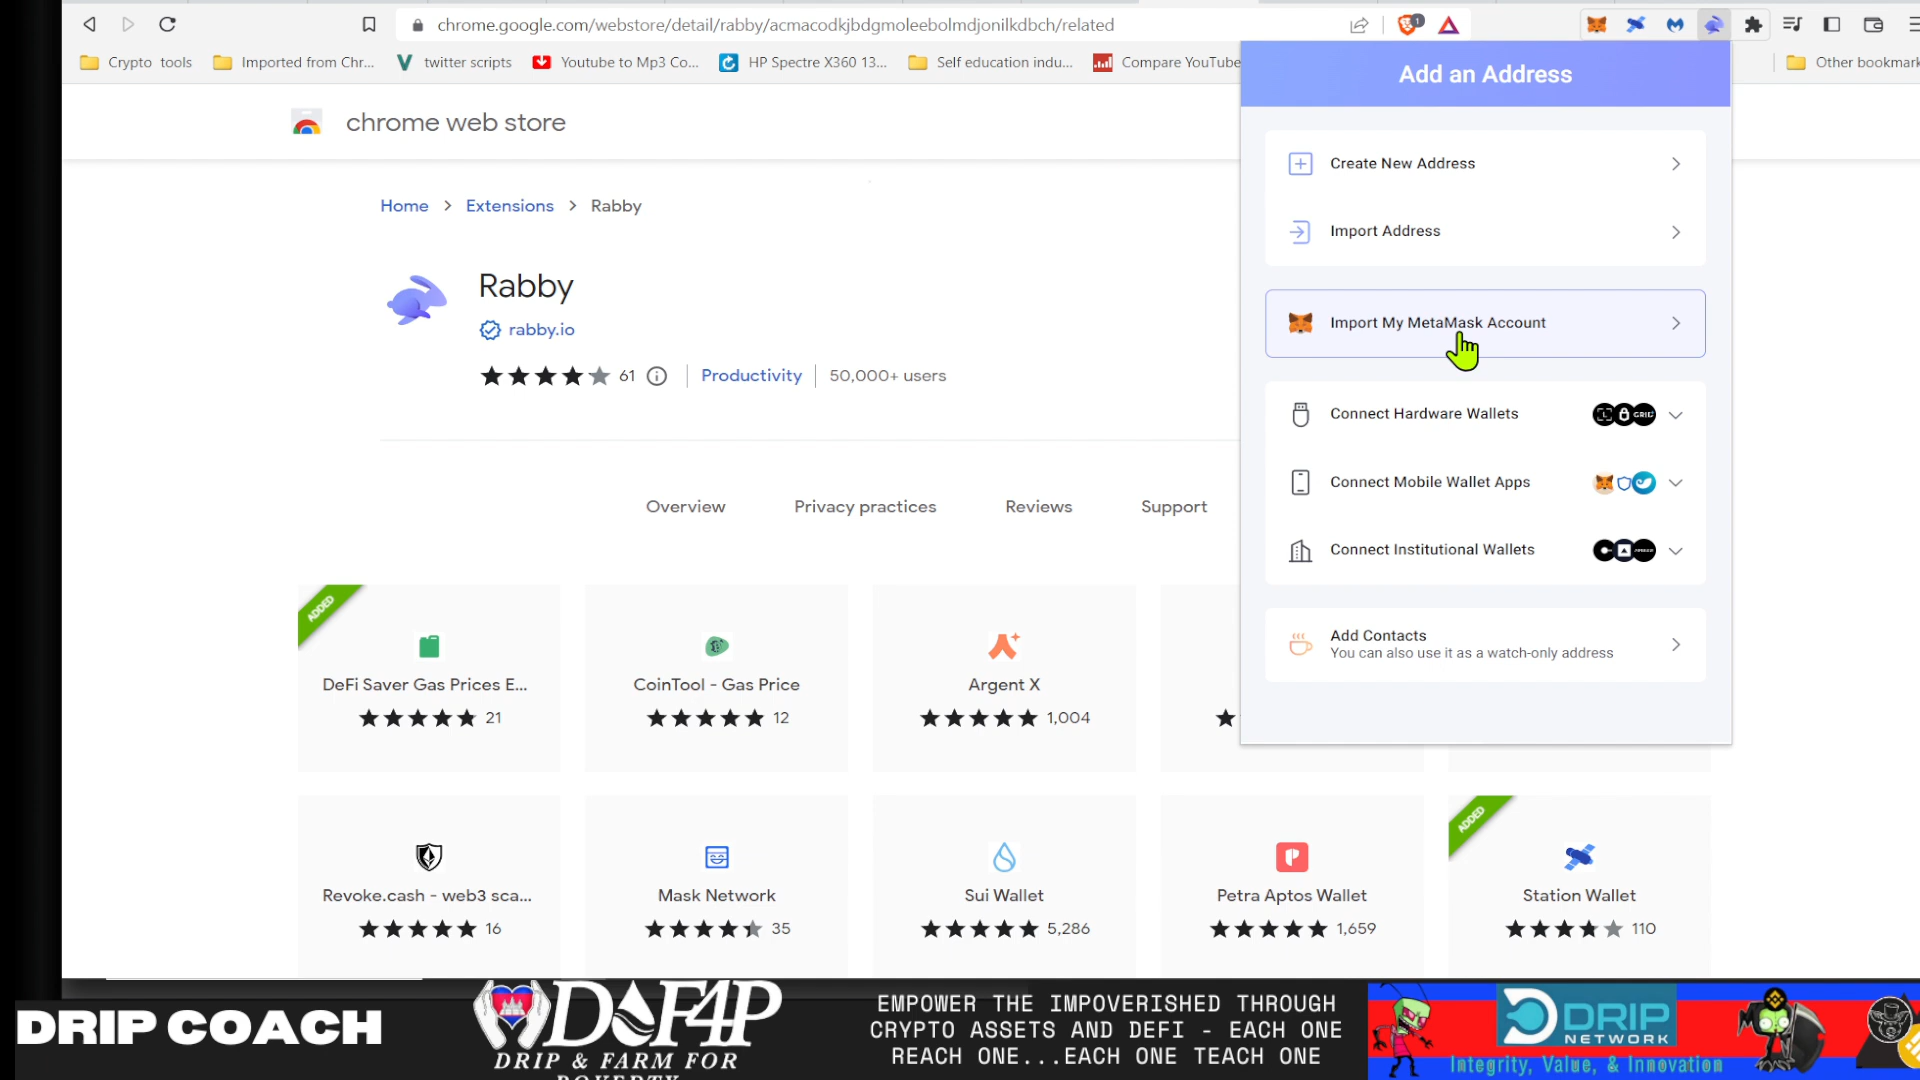 chrome.google.com/webstore/detail/rabby/acmacodkjbdgmoleebolmdjonilkdbch/related
1
Crypto tools
Imported from Chr...
twitter scripts
Youtube to Mp3 Co...
HP Spectre X360 13...
Self education indu...
Compare YouTube
Other bookmark
chrome web store
Home > Extensions > Rabby
Rabby
rabby.io
61
Productivity
50,000+ users
Overview
Privacy practices
Reviews
Support
ADDED
DeFi Saver Gas Prices E...
21
CoinTool - Gas Price
12
Argent X
1,004
Revoke.cash - web3 sca...
16
Mask Network
35
Sui Wallet
5,286
Petra Aptos Wallet
1,659
ADDED
Station Wallet
110
Add an Address
Create New Address
Import Address
Import My MetaMask Account
Connect Hardware Wallets
GRID
Connect Mobile Wallet Apps
Connect Institutional Wallets
Add Contacts
You can also use it as a watch-only address
DRIP COACH
DAF4P
DRIP & FARM FOR
POVERTY
EMPOWER THE IMPOVERISHED THROUGH
CRYPTO ASSETS AND DEFI - EACH ONE
REACH ONE...EACH ONE TEACH ONE
DRIP
NETWORK
Integrity, Value, & Innovation